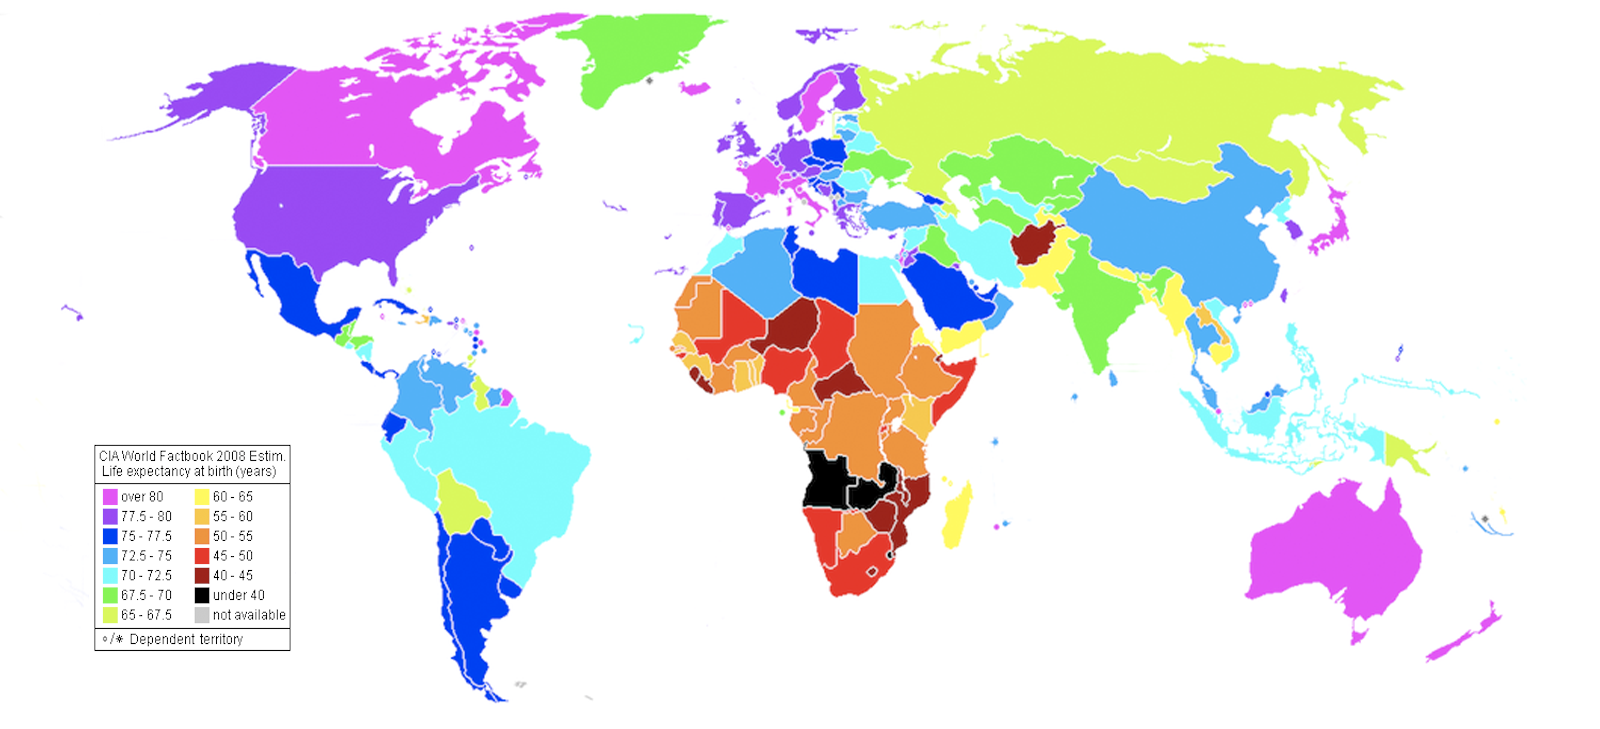 CIA World Factbook 2008 Estim.
Life expectancy at birth (years)
over 80
77.5 - 80
75 - 77.5
72.5 - 75
70 - 72.5
67.5 - 70
65 - 67.5
60 - 65
55 - 60
50 - 55
45 - 50
40 - 45
under 40
not available
°/* Dependent territory